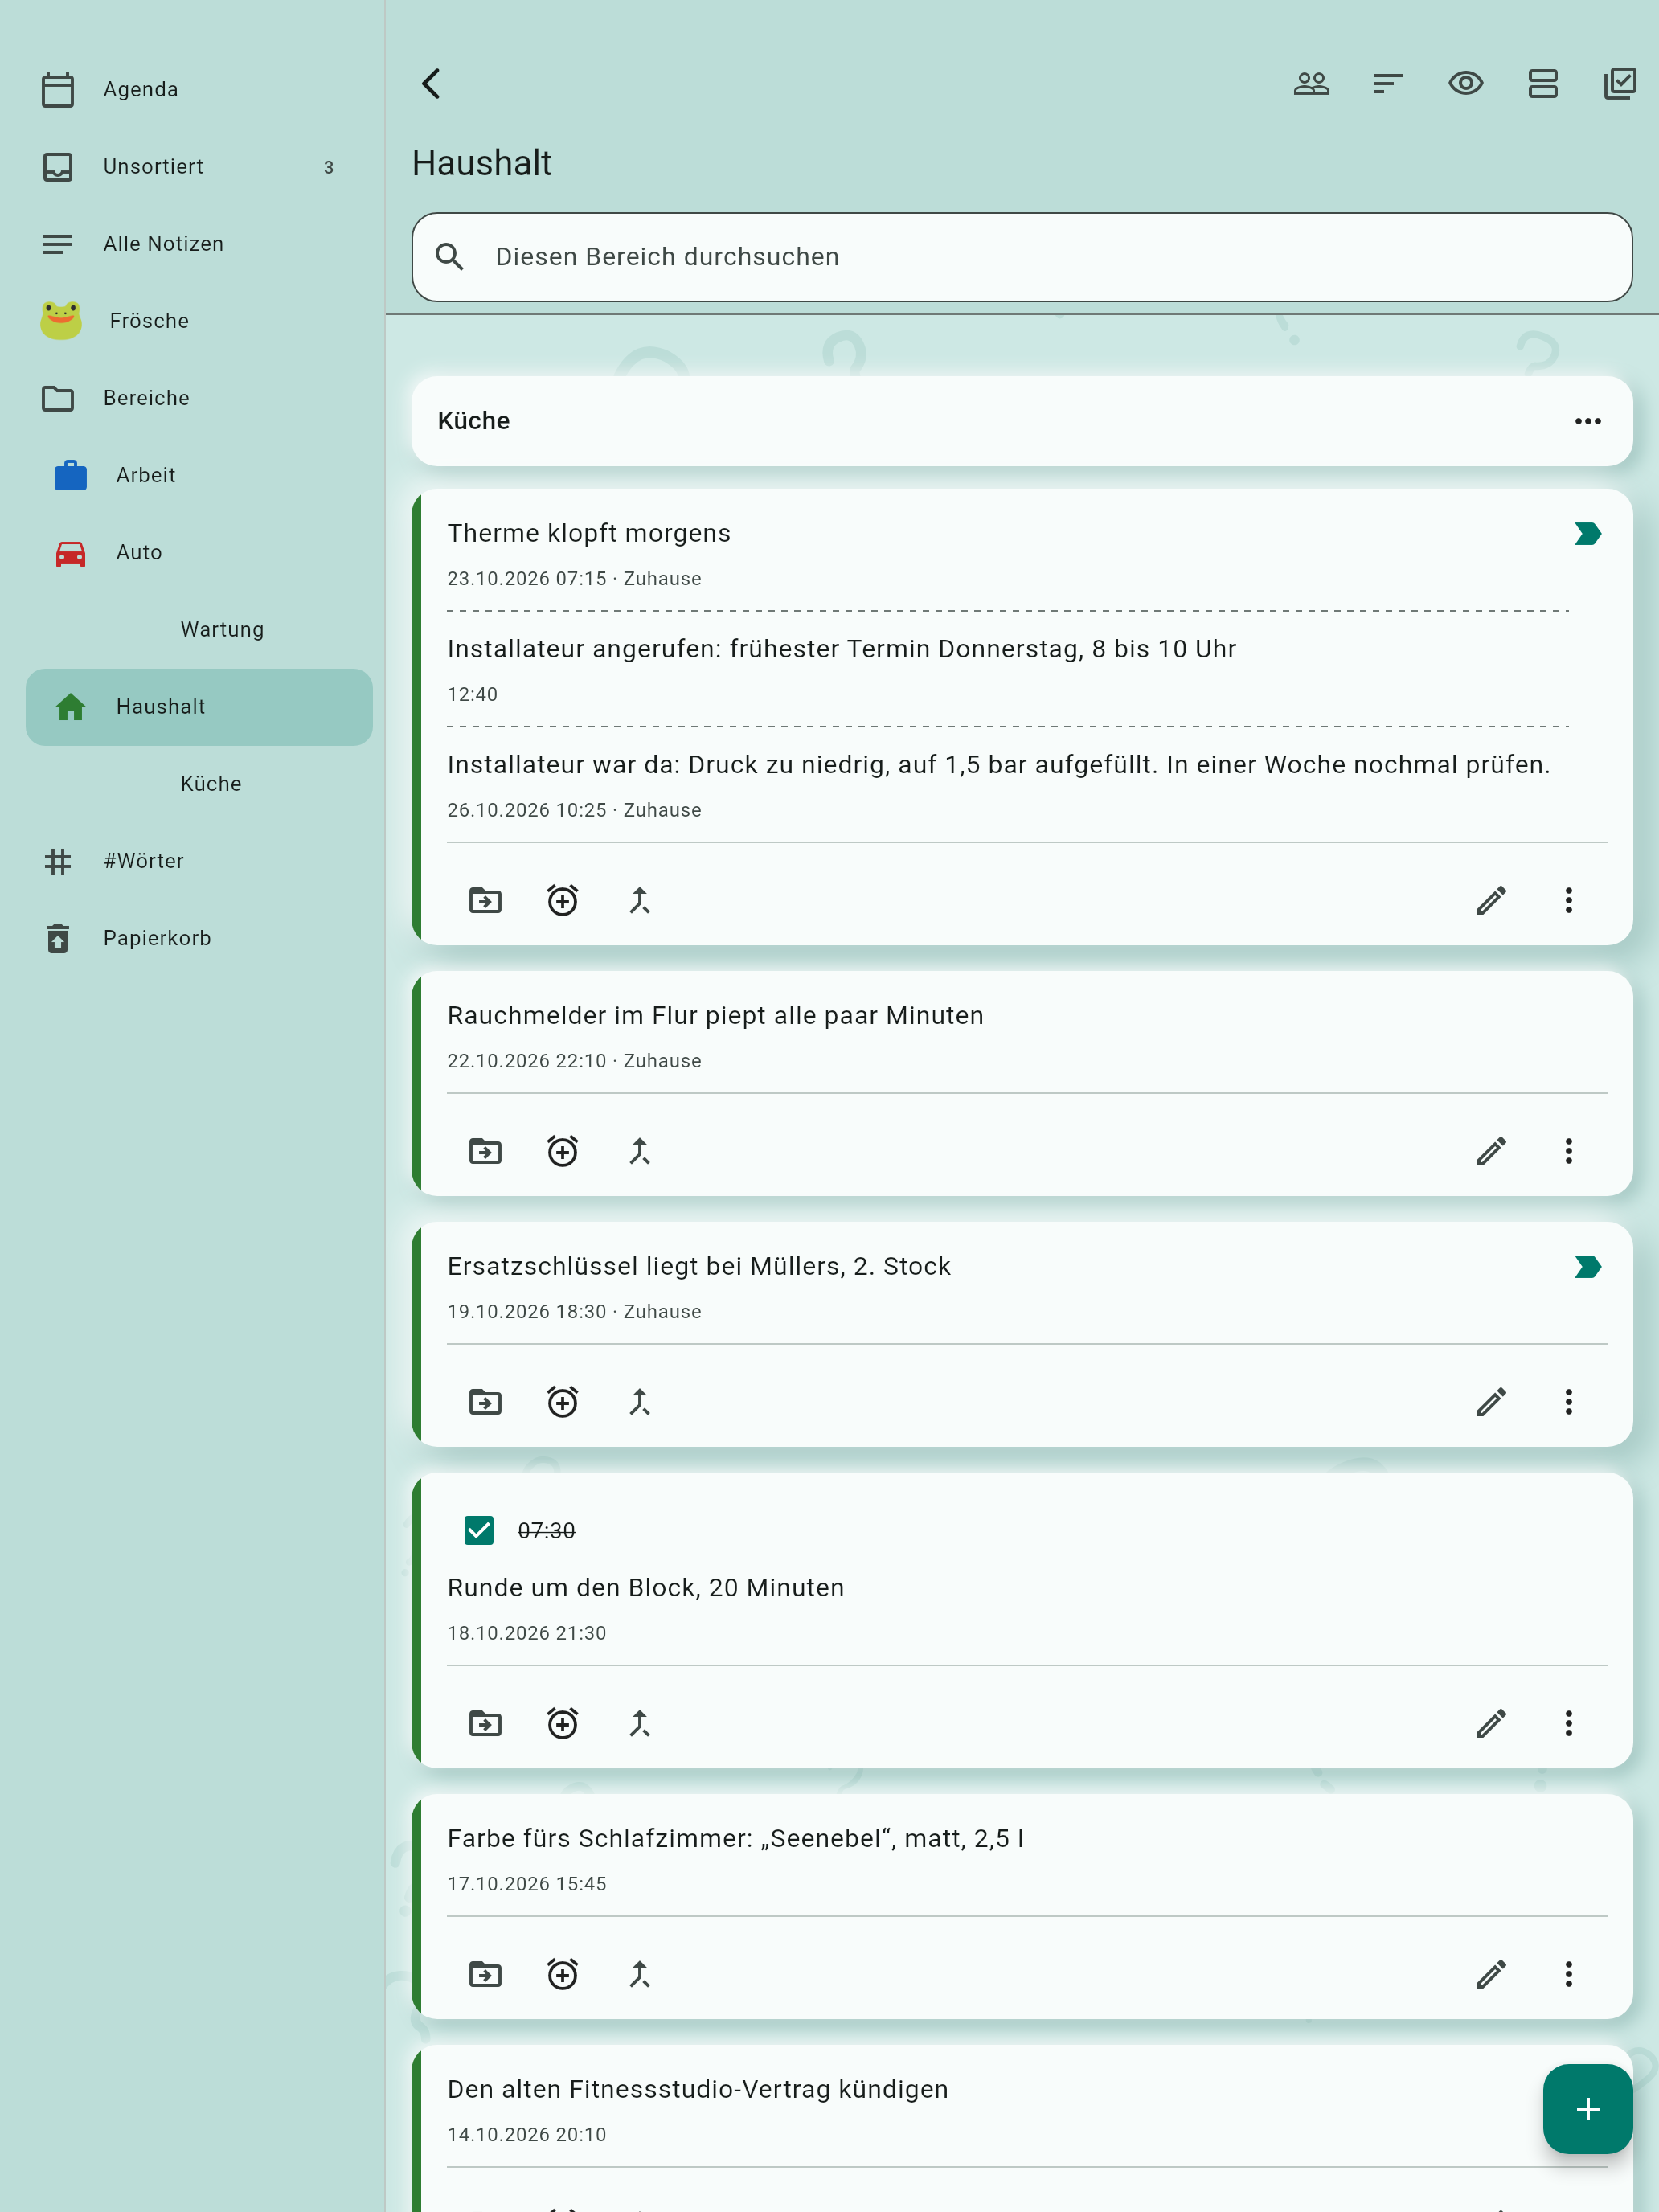 Agenda
Unsortiert 3
Alle Notizen
Frösche
Bereiche
Arbeit
Auto
Wartung
Haushalt
Küche
#Wörter
Papierkorb
Haushalt
Diesen Bereich durchsuchen
Küche
Therme klopft morgens
23.10.2026 07:15 · Zuhause
Installateur angerufen: frühester Termin Donnerstag, 8 bis 10 Uhr
12:40
Installateur war da: Druck zu niedrig, auf 1,5 bar aufgefüllt. In einer Woche nochmal prüfen.
26.10.2026 10:25 · Zuhause
Rauchmelder im Flur piept alle paar Minuten
22.10.2026 22:10 · Zuhause
Ersatzschlüssel liegt bei Müllers, 2. Stock
19.10.2026 18:30 · Zuhause
07:30
Runde um den Block, 20 Minuten
18.10.2026 21:30
Farbe fürs Schlafzimmer: „Seenebel“, matt, 2,5 l
17.10.2026 15:45
Den alten Fitnessstudio-Vertrag kündigen
14.10.2026 20:10